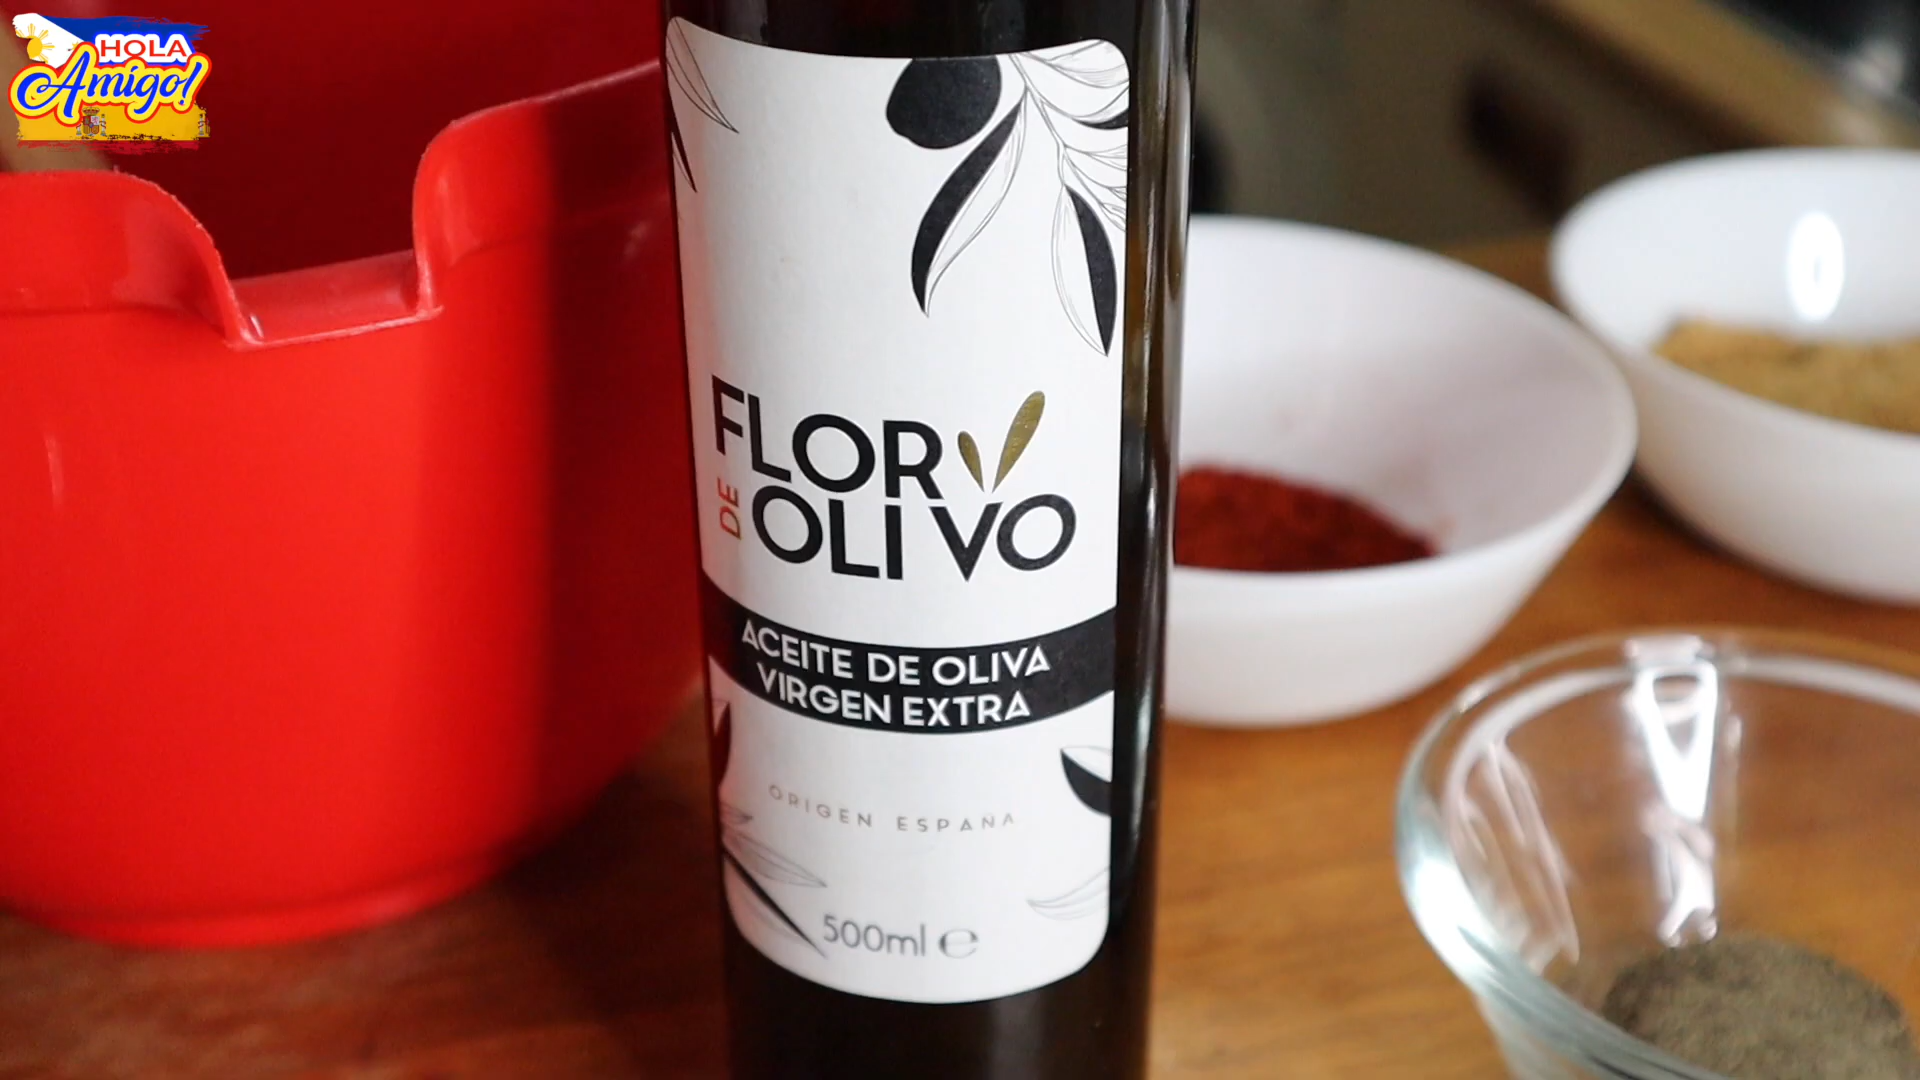 HOLA
Amigo!
FLOR
DE OLIVO
ACEITE DE OLIVA
VIRGEN EXTRA
ORIGEN ESPAÑA
500ml e